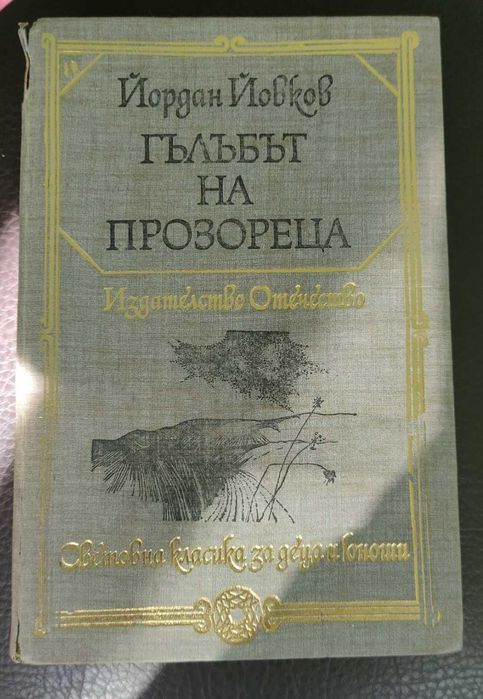 Йордан Йовков
ГЪЛЪБЪТ
НА
ПРОЗОРЕЦА
Издателство Отечество
Световна класика за деца и юноши